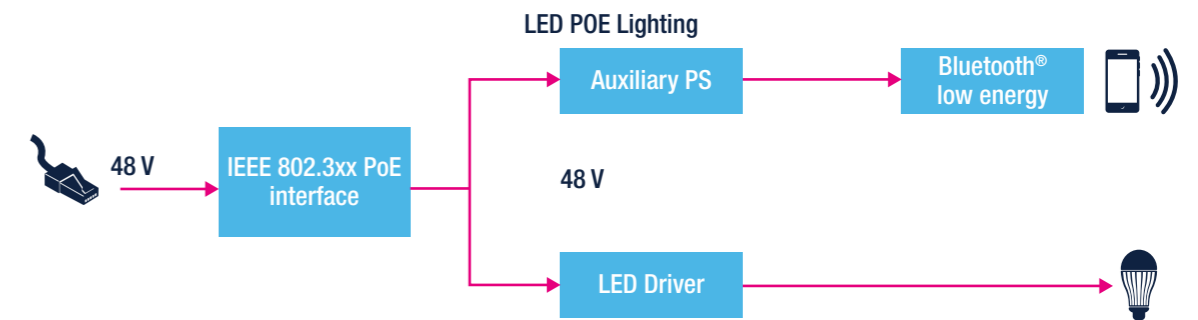 LED POE Lighting
Auxiliary PS
Bluetooth®
low energy
48 V
IEEE 802.3xx PoE
interface
48 V
LED Driver